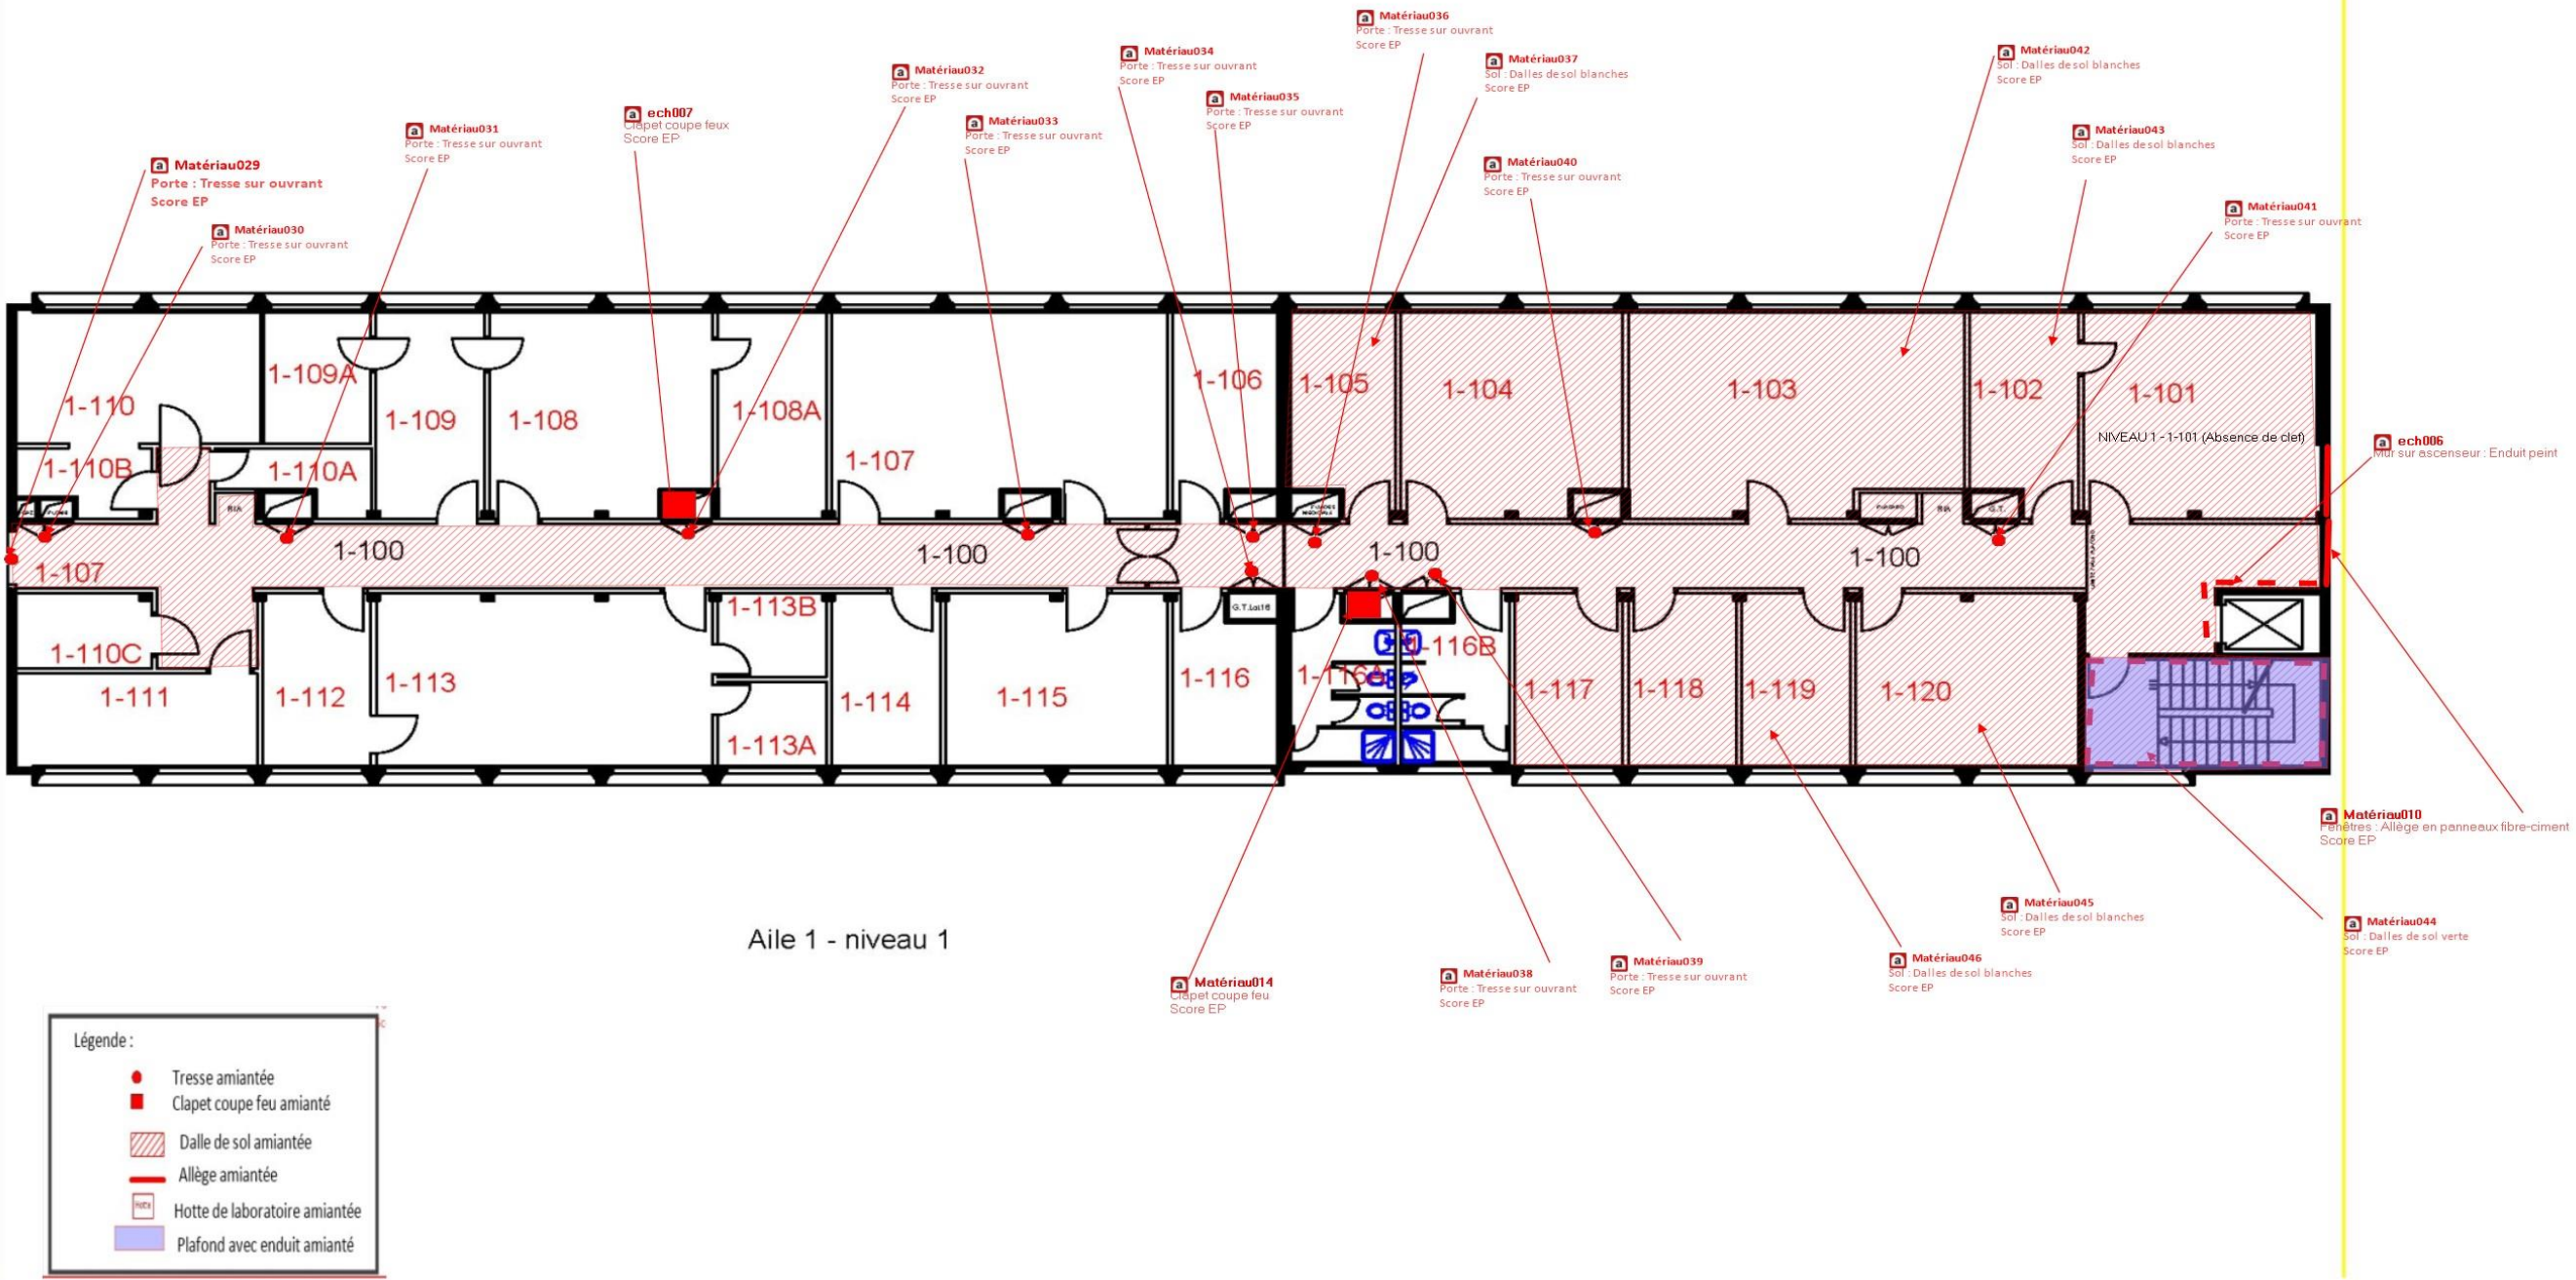 Matériau036
Porte : Tresse sur ouvrant
Score EP
Matériau034
Porte : Tresse sur ouvrant
Score EP
Matériau037
Sol : Dalles de sol blanches
Score EP
Matériau042
Sol : Dalles de sol blanches
Score EP
Matériau032
Porte : Tresse sur ouvrant
Score EP
Matériau035
Porte : Tresse sur ouvrant
Score EP
ech007
Clapet coupe feux
Score EP
Matériau033
Porte : Tresse sur ouvrant
Score EP
Matériau031
Porte : Tresse sur ouvrant
Score EP
Matériau043
Sol : Dalles de sol blanches
Score EP
Matériau029
Porte : Tresse sur ouvrant
Score EP
Matériau040
Porte : Tresse sur ouvrant
Score EP
Matériau041
Porte : Tresse sur ouvrant
Score EP
Matériau030
Porte : Tresse sur ouvrant
Score EP
1-110
1-109A
1-109
1-108
1-108A
1-107
1-106
1-105
1-104
1-103
1-102
1-101
NIVEAU 1 - 1-101 (Absence de clef)
ech006
Mur sur ascenseur : Enduit peint
1-110B
1-110A
RIA
RIA
G.T.
1-107
1-100
1-100
1-100
1-100
1-110C
1-111
1-112
1-113
1-113B
1-113A
1-114
1-115
G.T.Lot16
1-116
1-116A
1-116B
1-117
1-118
1-119
1-120
Matériau010
Fenêtres : Allège en panneaux fibre-ciment
Score EP
Matériau045
Sol : Dalles de sol blanches
Score EP
Matériau044
Sol : Dalles de sol verte
Score EP
Aile 1 - niveau 1
Matériau046
Sol : Dalles de sol blanches
Score EP
Matériau039
Porte : Tresse sur ouvrant
Score EP
Matériau038
Porte : Tresse sur ouvrant
Score EP
Matériau014
Clapet coupe feu
Score EP
Légende :
Tresse amiantée
Clapet coupe feu amianté
Dalle de sol amiantée
Allège amiantée
Hotte
Hotte de laboratoire amiantée
Plafond avec enduit amianté